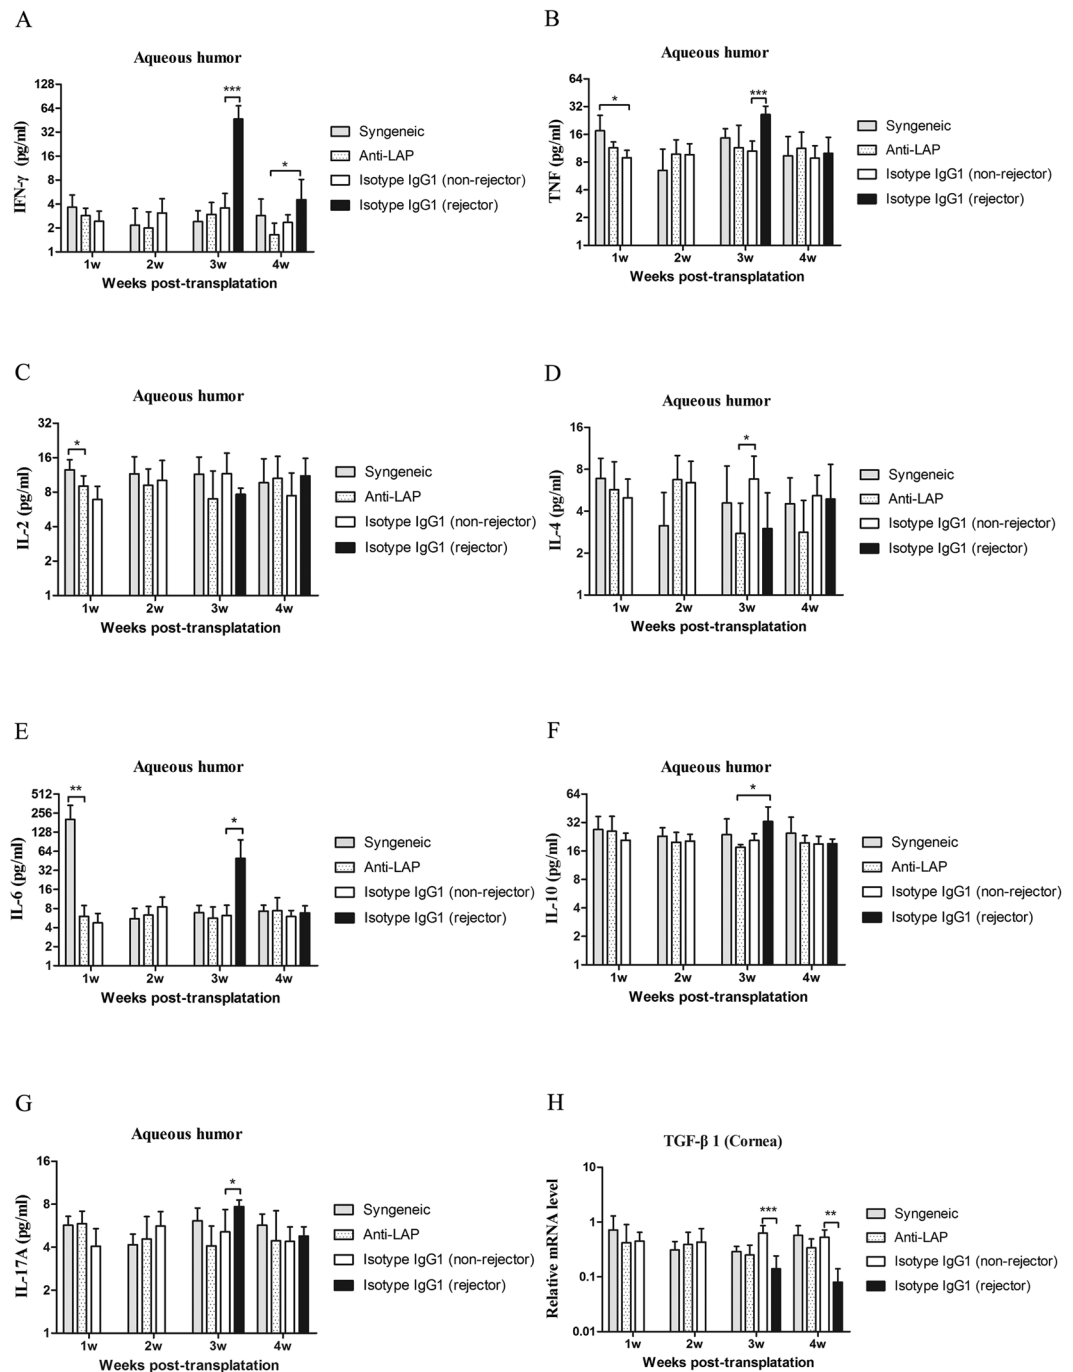 A
Aqueous humor
IFN-γ (pg/ml)
128
64
32
16
8
4
2
1
***
*
1w 2w 3w 4w
Weeks post-transplatation
Syngeneic
Anti-LAP
Isotype IgG1 (non-rejector)
Isotype IgG1 (rejector)
B
Aqueous humor
TNF (pg/ml)
64
32
16
8
4
2
1
*
***
1w 2w 3w 4w
Weeks post-transplatation
Syngeneic
Anti-LAP
Isotype IgG1 (non-rejector)
Isotype IgG1 (rejector)
C
Aqueous humor
IL-2 (pg/ml)
32
16
8
4
2
1
*
1w 2w 3w 4w
Weeks post-transplatation
Syngeneic
Anti-LAP
Isotype IgG1 (non-rejector)
Isotype IgG1 (rejector)
D
Aqueous humor
IL-4 (pg/ml)
16
8
4
2
1
*
1w 2w 3w 4w
Weeks post-transplatation
Syngeneic
Anti-LAP
Isotype IgG1 (non-rejector)
Isotype IgG1 (rejector)
E
Aqueous humor
IL-6 (pg/ml)
512
256
128
64
32
16
8
4
2
1
**
*
1w 2w 3w 4w
Weeks post-transplatation
Syngeneic
Anti-LAP
Isotype IgG1 (non-rejector)
Isotype IgG1 (rejector)
F
Aqueous humor
IL-10 (pg/ml)
64
32
16
8
4
2
1
*
1w 2w 3w 4w
Weeks post-transplatation
Syngeneic
Anti-LAP
Isotype IgG1 (non-rejector)
Isotype IgG1 (rejector)
G
Aqueous humor
IL-17A (pg/ml)
16
8
4
2
1
*
1w 2w 3w 4w
Weeks post-transplatation
Syngeneic
Anti-LAP
Isotype IgG1 (non-rejector)
Isotype IgG1 (rejector)
H
TGF-β 1 (Cornea)
Relative mRNA level
10
1
0.1
0.01
***
**
1w 2w 3w 4w
Weeks post-transplatation
Syngeneic
Anti-LAP
Isotype IgG1 (non-rejector)
Isotype IgG1 (rejector)